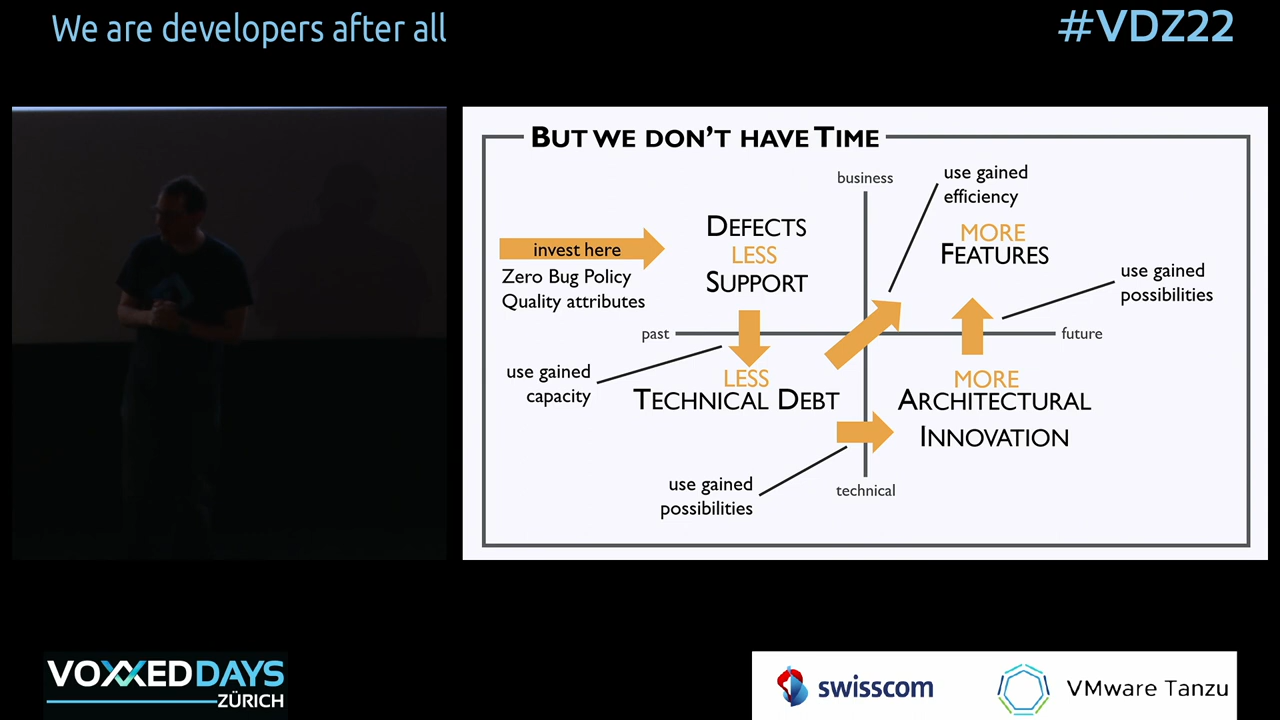 We are developers after all
#VDZ22
BUT WE DON'T HAVE TIME
business
use gained
efficiency
DEFECTS
LESS
SUPPORT
MORE
FEATURES
invest here
Zero Bug Policy
Quality attributes
use gained
possibilities
past
future
use gained
capacity
LESS
TECHNICAL DEBT
MORE
ARCHITECTURAL
INNOVATION
use gained
possibilities
technical
VOXXED DAYS
ZÜRICH
swisscom
VMware Tanzu